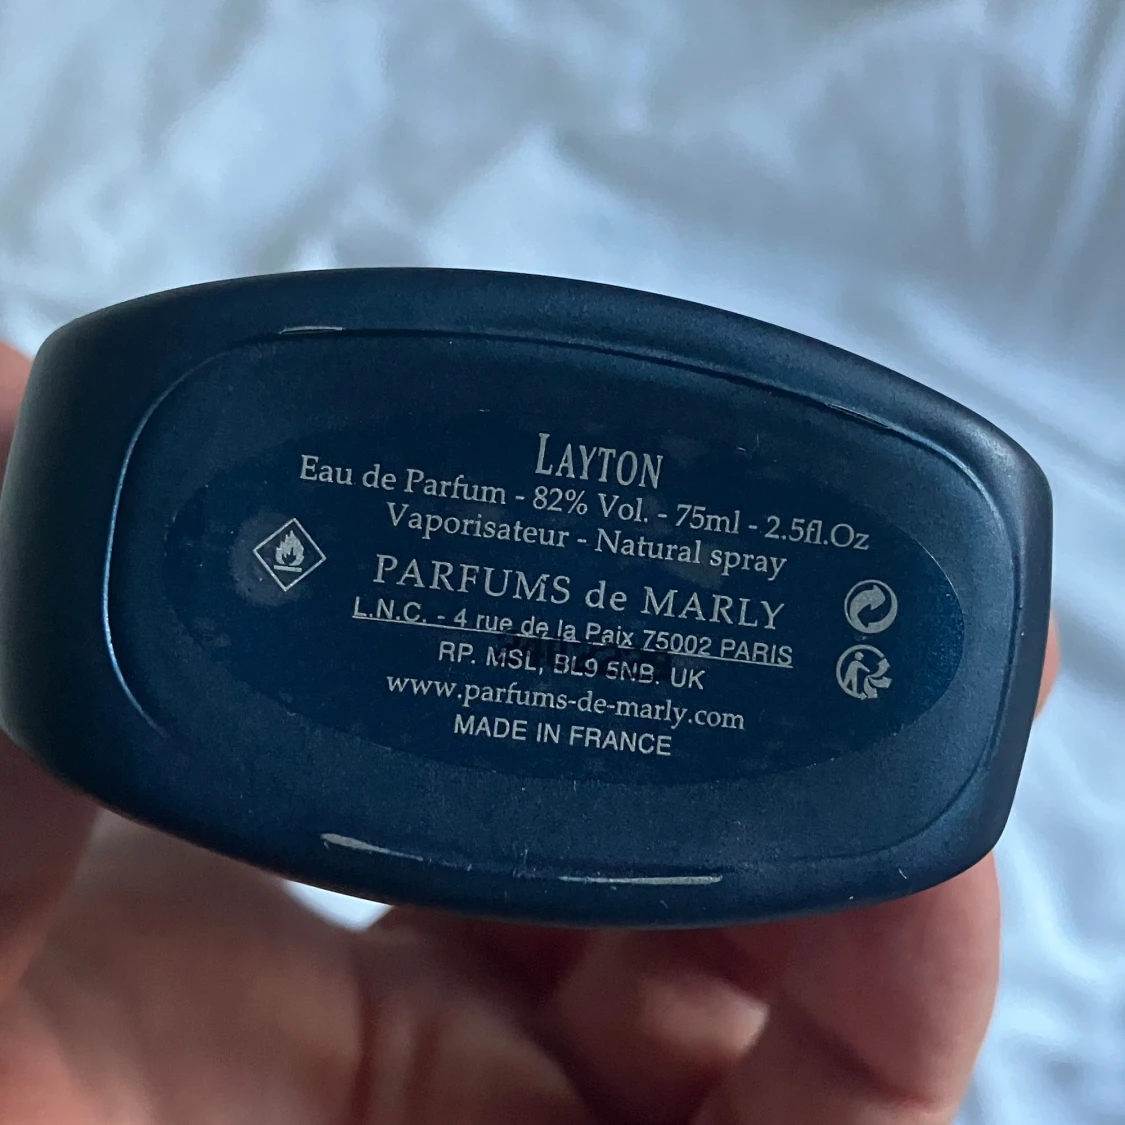 LAYTON
Eau de Parfum - 82% Vol. - 75ml - 2.5fl.Oz
Vaporisateur - Natural spray
PARFUMS de MARLY
L.N.C. - 4 rue de la Paix 75002 PARIS
RP. MSL, BL9 5NB. UK
www.parfums-de-marly.com
MADE IN FRANCE